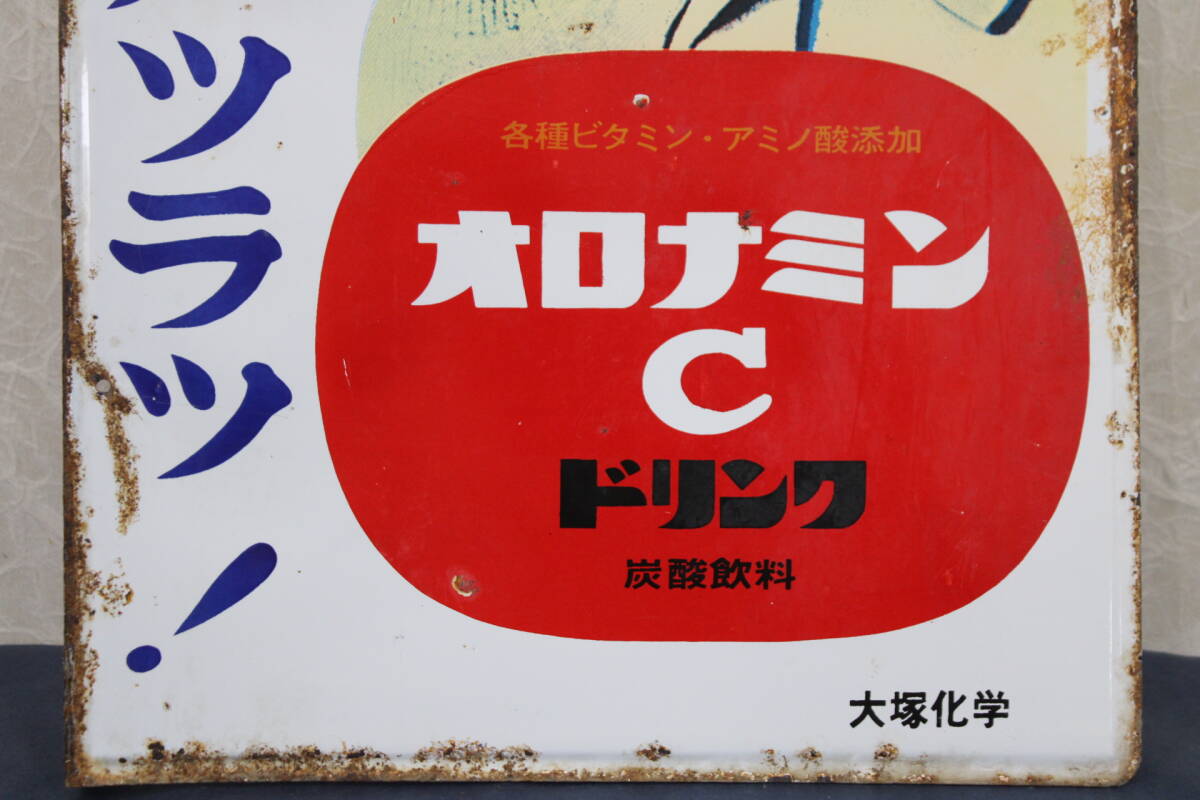 ツラツ!
各種ビタミン・アミノ酸添加
オロナミン
C
ドリンク
炭酸飲料
大塚化学